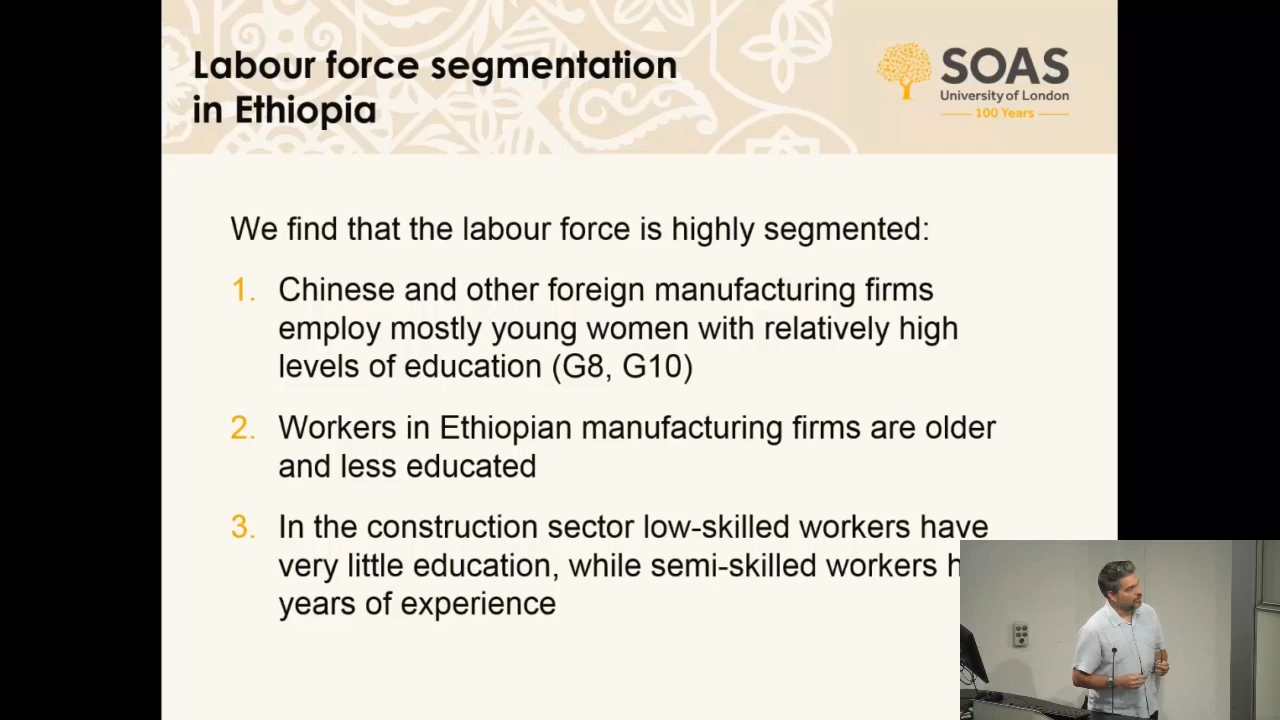 Labour force segmentation
in Ethiopia
SOAS
University of London
100 Years
We find that the labour force is highly segmented:
1. Chinese and other foreign manufacturing firms
employ mostly young women with relatively high
levels of education (G8, G10)
2. Workers in Ethiopian manufacturing firms are older
and less educated
3. In the construction sector low-skilled workers have
very little education, while semi-skilled workers
years of experience